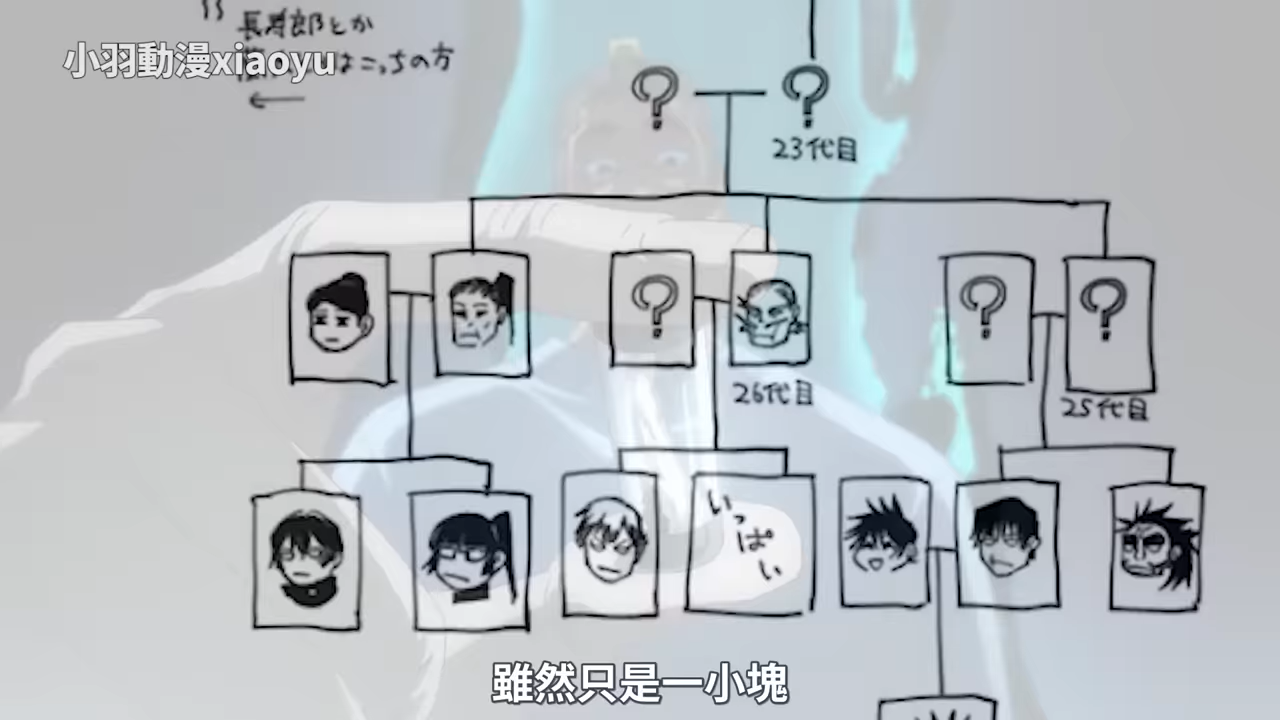 長寿郎とか
小羽動漫xiaoyu
はこっちの方
←
? ?
23代目
? ? ?
26代目
25代目
いっぱい
雖然只是一小塊